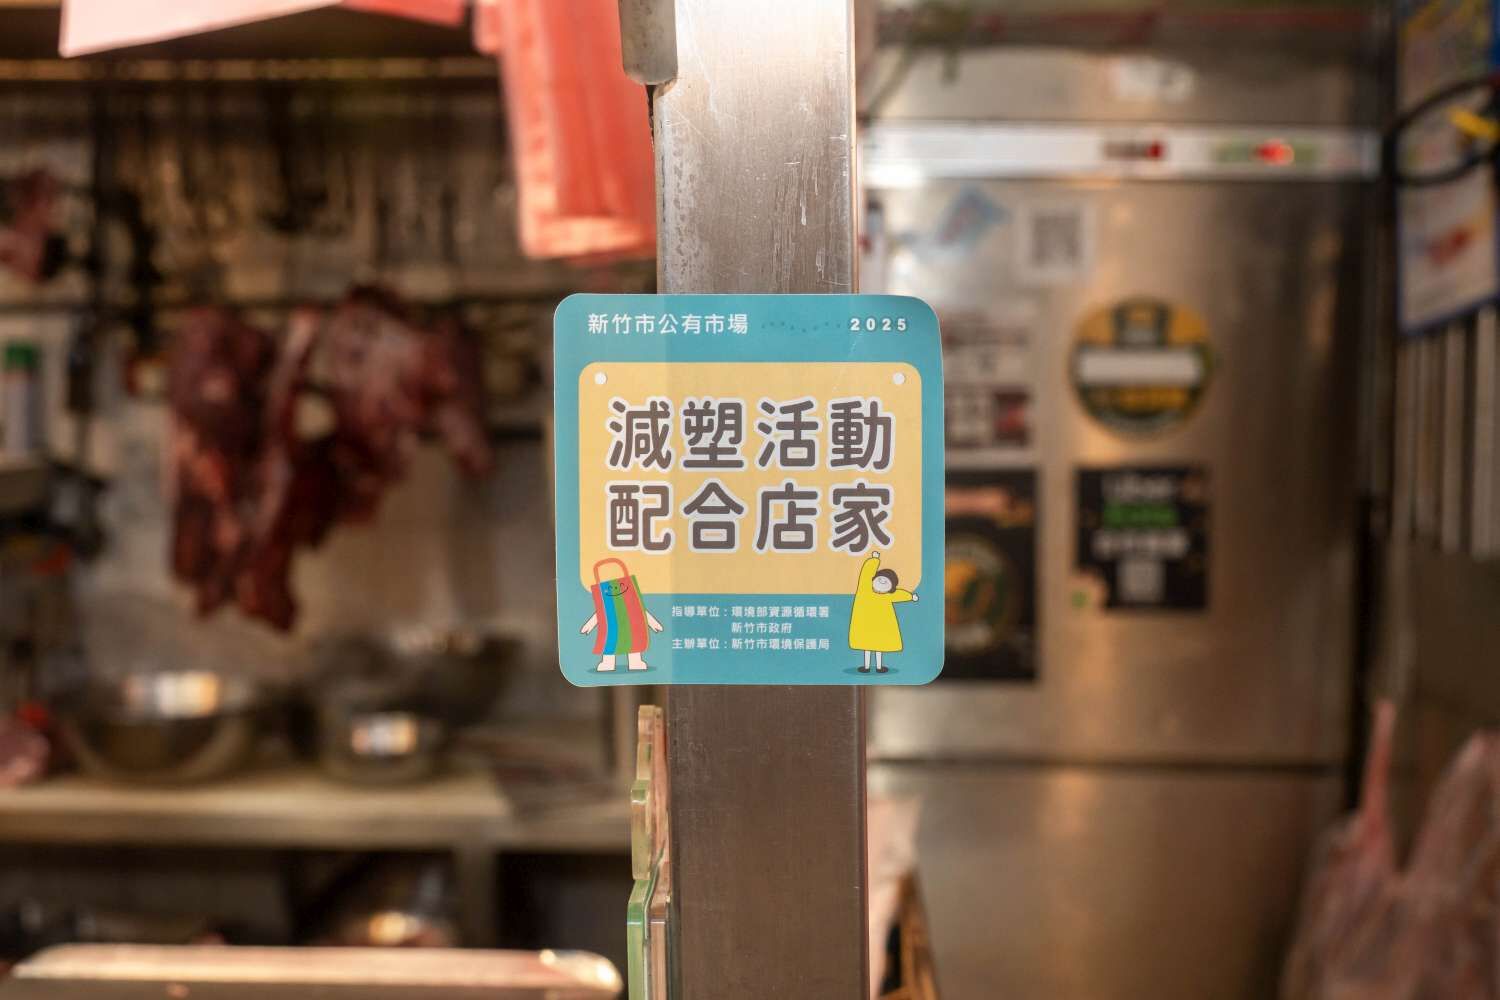 新竹市公有市場 2025
減塑活動
配合店家
指導單位：環境部資源循環署
新竹市政府
主辦單位：新竹市環境保護局